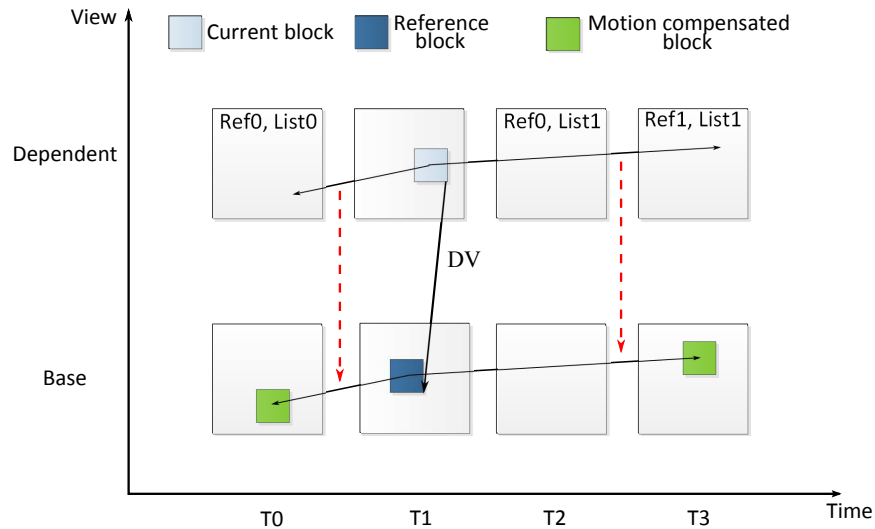 View
Current block
Reference
block
Motion compensated
block
Ref0, List0
Ref0, List1
Ref1, List1
Dependent
DV
Base
T0
T1
T2
T3
Time